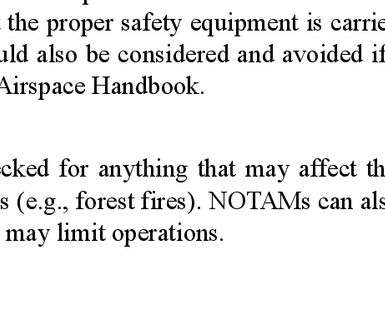 the proper safety equipment is carrie
uld also be considered and avoided if
Airspace Handbook.
cked for anything that may affect th
s (e.g., forest fires). NOTAMs can als
may limit operations.